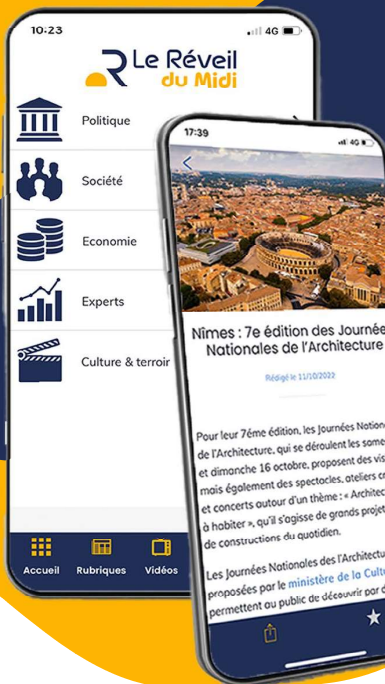 10:23
4G
Le Réveil
du Midi
Politique
Société
Economie
Experts
Culture & terroir
Accueil
Rubriques
Vidéos
17:39
4G
Nîmes : 7e édition des Journée
Nationales de l'Architecture
Rédigé le 11/10/2022
Pour leur 7éme édition, les Journées Nation
de l'Architecture, qui se déroulent les same
et dimanche 16 octobre, proposent des vis
mais également des spectacles, ateliers cr
et concerts autour d'un thème : « Architec
à habiter », qu'il s'agisse de grands projet
de constructions du quotidien.
Les Journées Nationales des l'Architectu
proposées par le ministère de la Cultu
permettent au public de découvrir par d